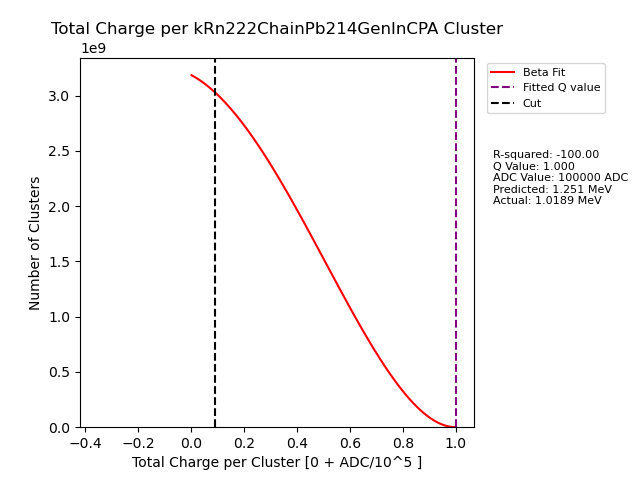 Total Charge per kRn222ChainPb214GenInCPA Cluster
1e9
3.0
2.5
2.0
1.5
1.0
0.5
0.0
Number of Clusters
−0.4 −0.2 0.0 0.2 0.4 0.6 0.8 1.0
Total Charge per Cluster [0 + ADC/10^5 ]
Beta Fit
Fitted Q value
Cut
R-squared: -100.00
Q Value: 1.000
ADC Value: 100000 ADC
Predicted: 1.251 MeV
Actual: 1.0189 MeV